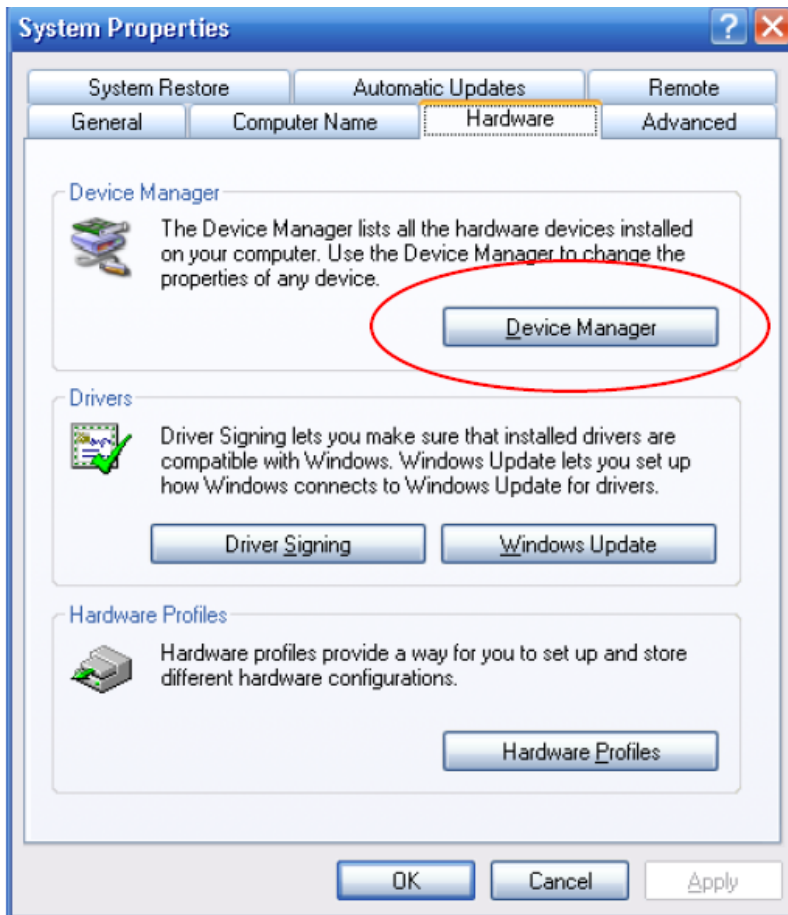 System Properties
System Restore Automatic Updates Remote
General Computer Name Hardware Advanced
Device Manager
The Device Manager lists all the hardware devices installed
on your computer. Use the Device Manager to change the
properties of any device.
Device Manager
Drivers
Driver Signing lets you make sure that installed drivers are
compatible with Windows. Windows Update lets you set up
how Windows connects to Windows Update for drivers.
Driver Signing Windows Update
Hardware Profiles
Hardware profiles provide a way for you to set up and store
different hardware configurations.
Hardware Profiles
OK Cancel Apply